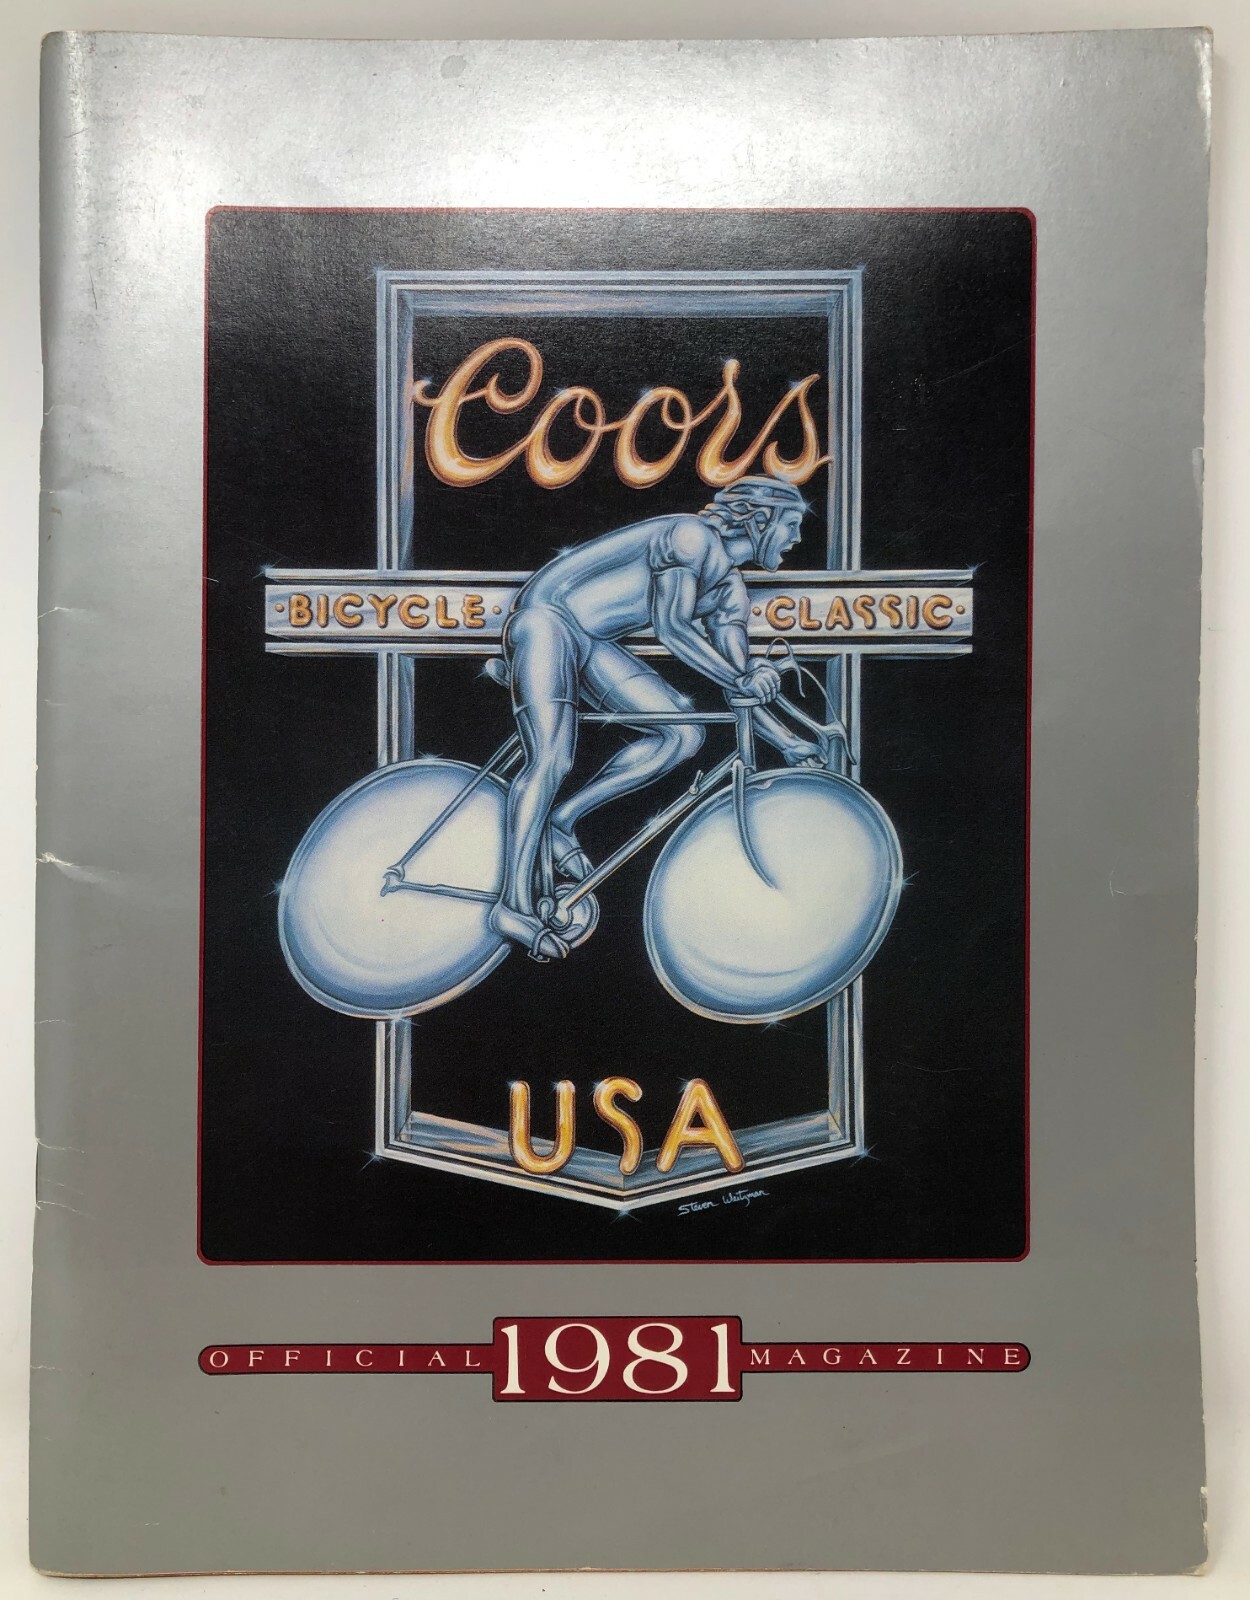 Coors
·BICYCLE· ·CLASSIC·
USA
Steven Weitzman
OFFICIAL 1981 MAGAZINE